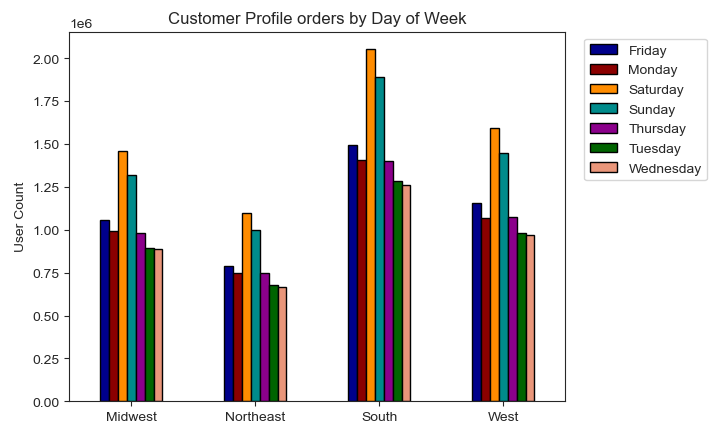 Customer Profile orders by Day of Week
1e6
User Count
2.00
1.75
1.50
1.25
1.00
0.75
0.50
0.25
0.00
Midwest
Northeast
South
West
Friday
Monday
Saturday
Sunday
Thursday
Tuesday
Wednesday